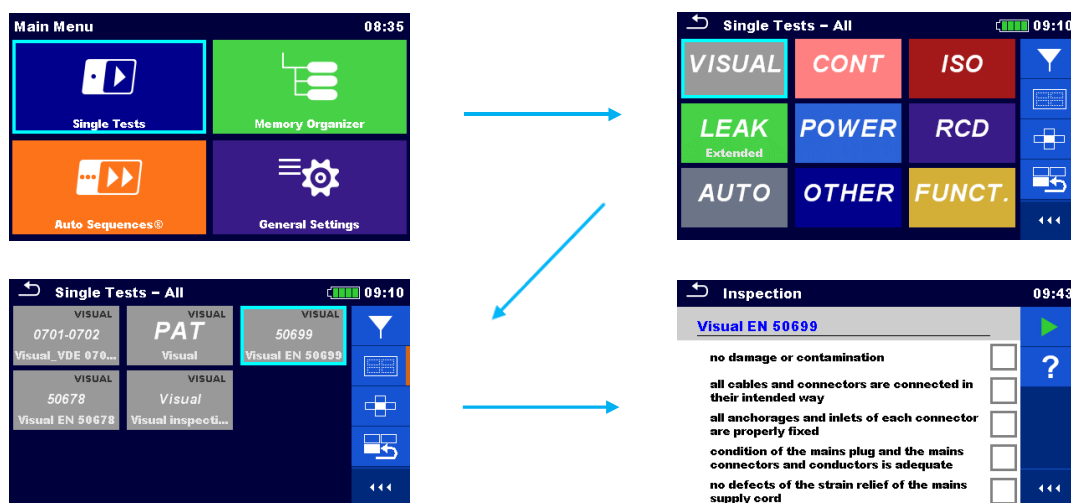 Main Menu 08:35
Single Tests
Memory Organizer
Auto Sequences®
General Settings
Single Tests – All 09:10
VISUAL CONT ISO
LEAK POWER RCD
Extended
AUTO OTHER FUNCT.
Single Tests – All 09:10
VISUAL VISUAL VISUAL
0701-0702 PAT 50699
Visual_VDE 070... Visual Visual EN 50699
VISUAL VISUAL
50678 Visual
Visual EN 50678 Visual inspecti...
Inspection 09:43
Visual EN 50699
no damage or contamination
?
all cables and connectors are connected in
their intended way
all anchorages and inlets of each connector
are properly fixed
condition of the mains plug and the mains
connectors and conductors is adequate
no defects of the strain relief of the mains
supply cord